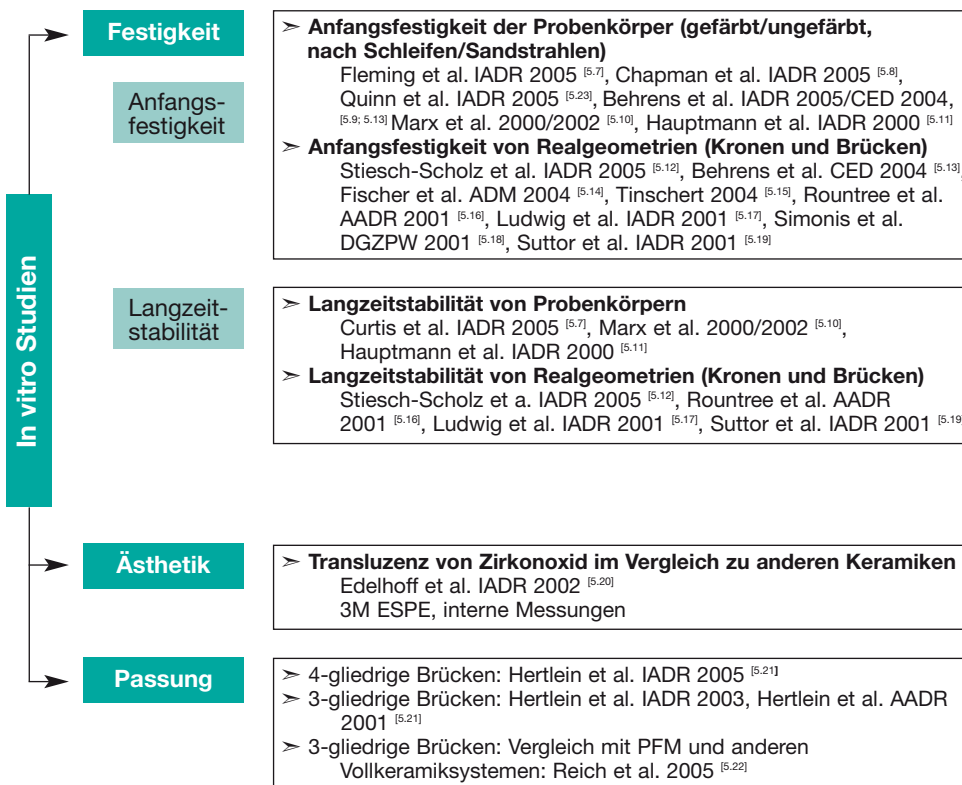 In vitro Studien
Festigkeit
Anfangs-
festigkeit
➣ Anfangsfestigkeit der Probenkörper (gefärbt/ungefärbt,
nach Schleifen/Sandstrahlen)
Fleming et al. IADR 2005 [5.7], Chapman et al. IADR 2005 [5.8],
Quinn et al. IADR 2005 [5.23], Behrens et al. IADR 2005/CED 2004,
[5.9; 5.13] Marx et al. 2000/2002 [5.10], Hauptmann et al. IADR 2000 [5.11]
➣ Anfangsfestigkeit von Realgeometrien (Kronen und Brücken)
Stiesch-Scholz et al. IADR 2005 [5.12], Behrens et al. CED 2004 [5.13],
Fischer et al. ADM 2004 [5.14], Tinschert 2004 [5.15], Rountree et al.
AADR 2001 [5.16], Ludwig et al. IADR 2001 [5.17], Simonis et al.
DGZPW 2001 [5.18], Suttor et al. IADR 2001 [5.19]
Langzeit-
stabilität
➣ Langzeitstabilität von Probenkörpern
Curtis et al. IADR 2005 [5.7], Marx et al. 2000/2002 [5.10],
Hauptmann et al. IADR 2000 [5.11]
➣ Langzeitstabilität von Realgeometrien (Kronen und Brücken)
Stiesch-Scholz et a. IADR 2005 [5.12], Rountree et al. AADR
2001 [5.16], Ludwig et al. IADR 2001 [5.17], Suttor et al. IADR 2001 [5.19]
Ästhetik
➣ Transluzenz von Zirkonoxid im Vergleich zu anderen Keramiken
Edelhoff et al. IADR 2002 [5.20]
3M ESPE, interne Messungen
Passung
➣ 4-gliedrige Brücken: Hertlein et al. IADR 2005 [5.21]
➣ 3-gliedrige Brücken: Hertlein et al. IADR 2003, Hertlein et al. AADR
2001 [5.21]
➣ 3-gliedrige Brücken: Vergleich mit PFM und anderen
Vollkeramiksystemen: Reich et al. 2005 [5.22]